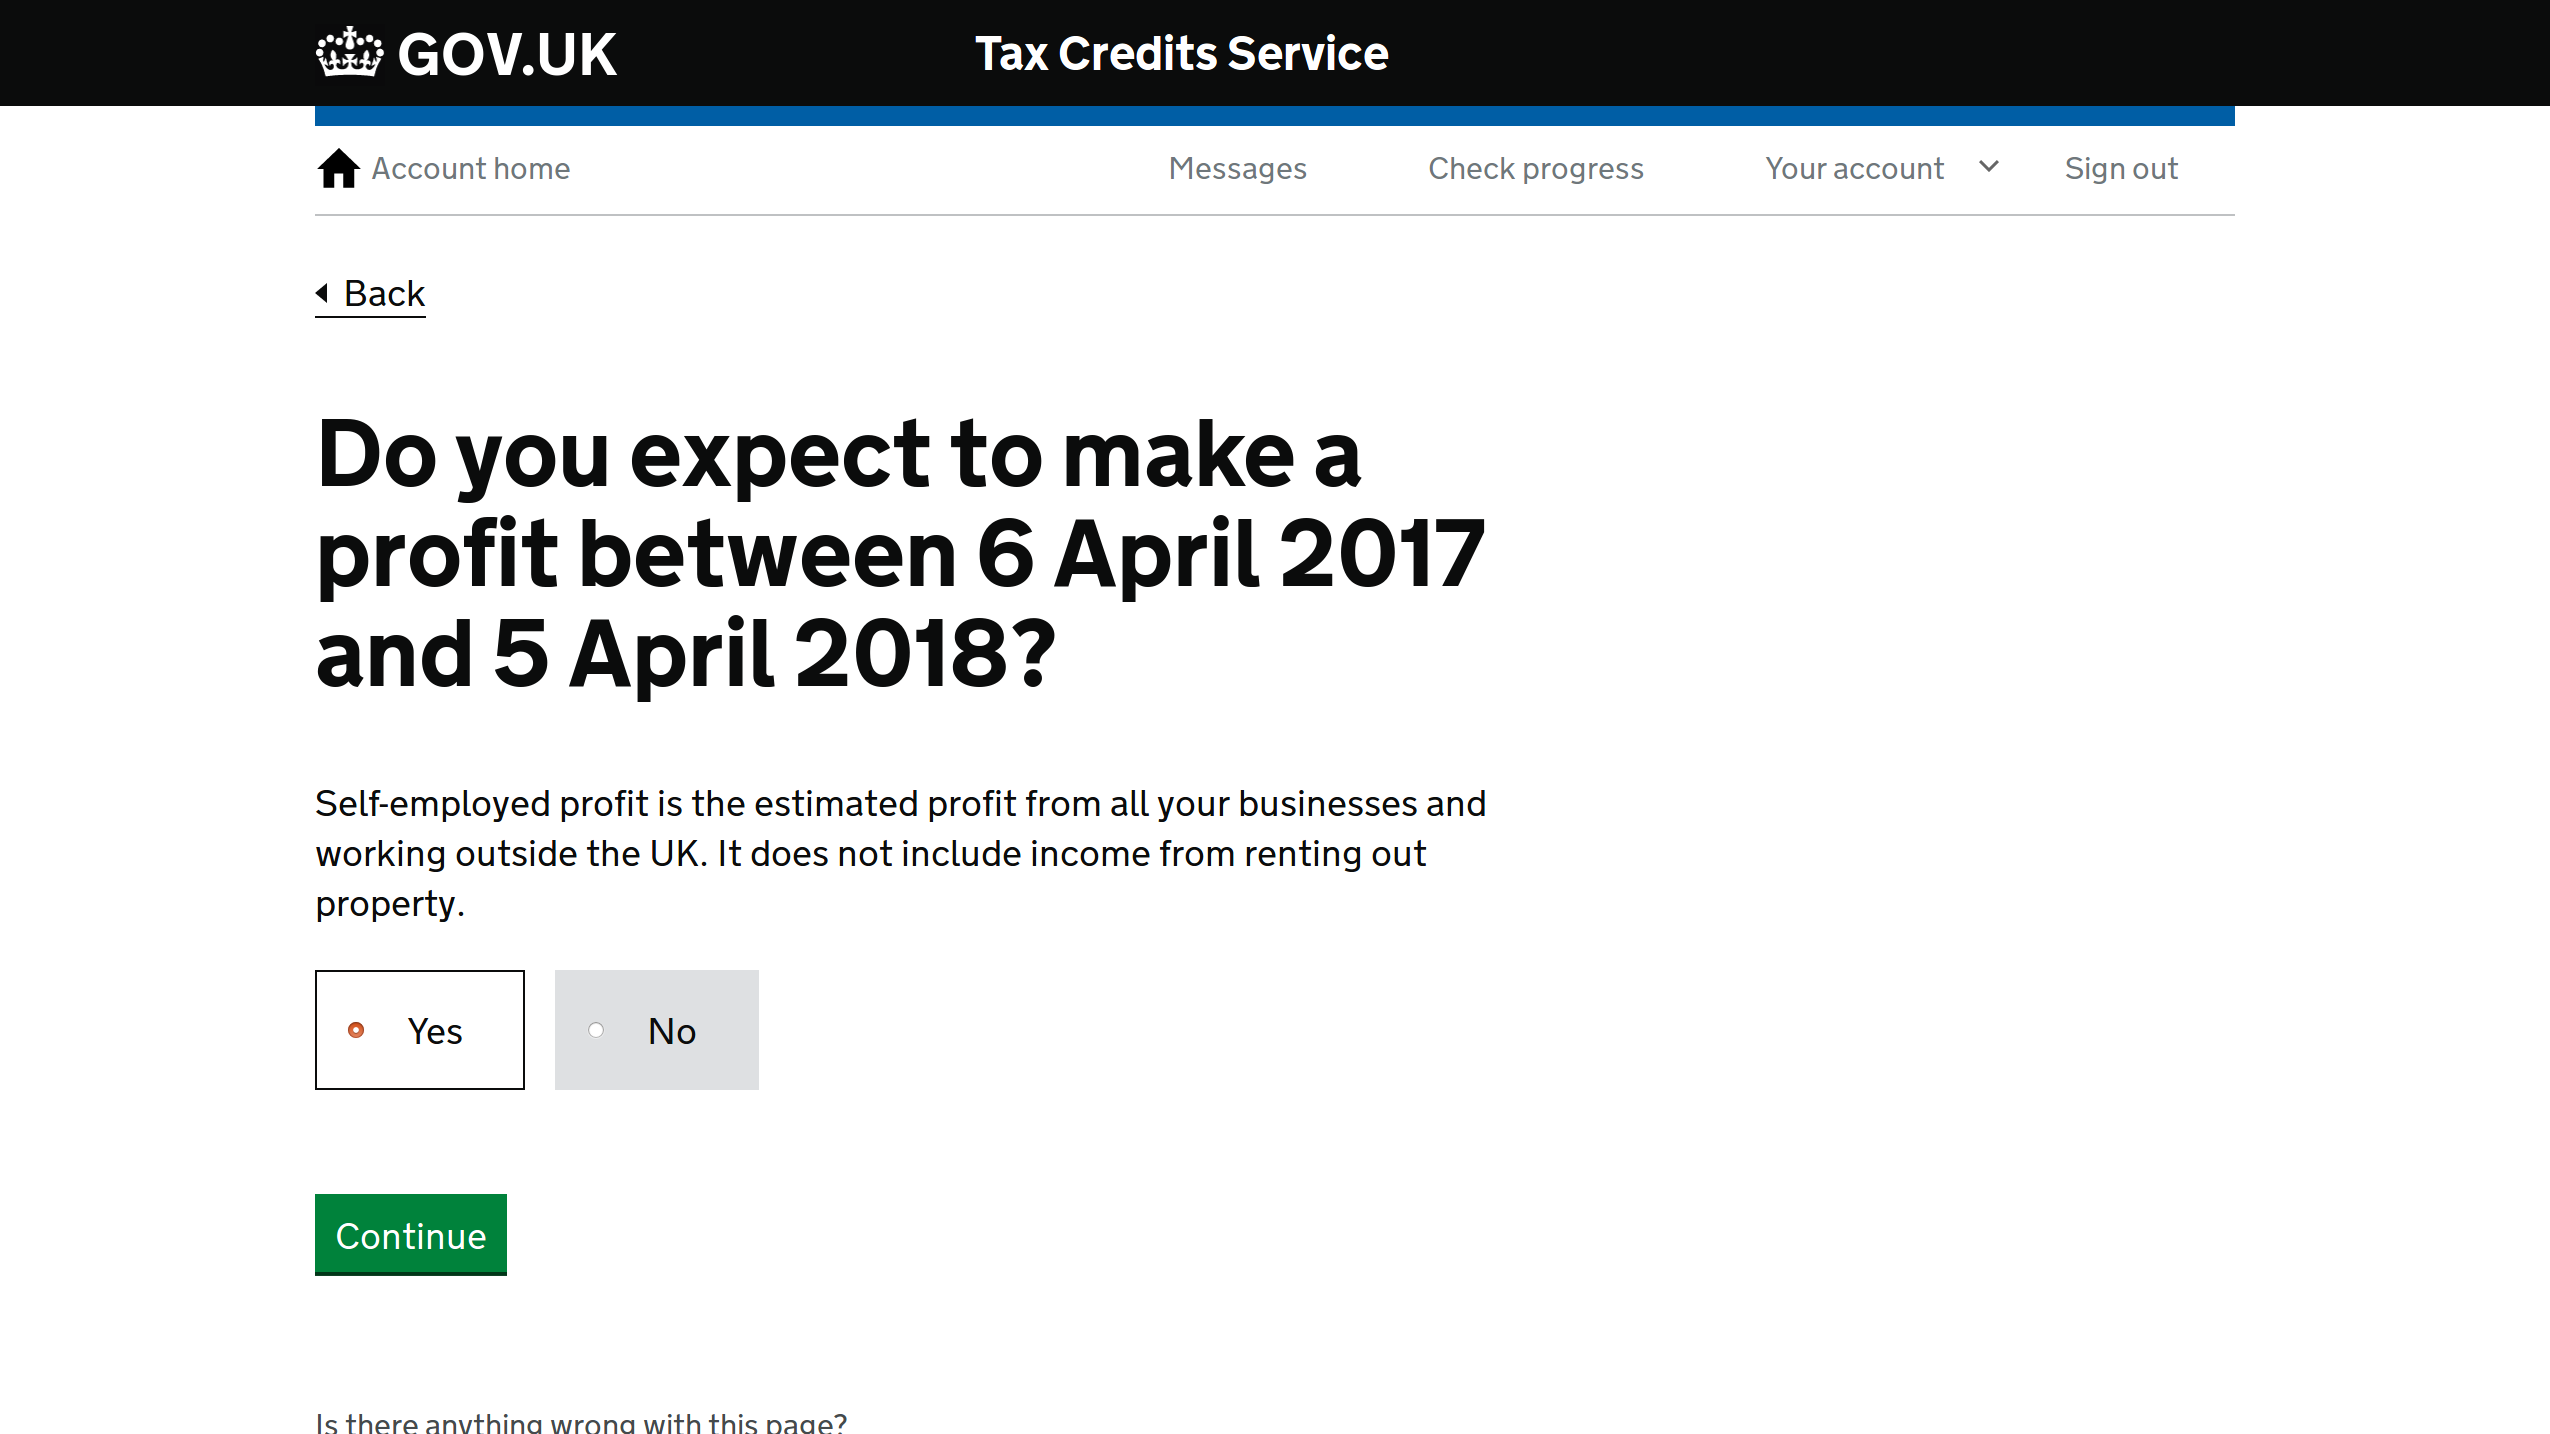 GOV.UK
Tax Credits Service
Account home
Messages
Check progress
Your account
Sign out
Back
Do you expect to make a
profit between 6 April 2017
and 5 April 2018?
Self-employed profit is the estimated profit from all your businesses and
working outside the UK. It does not include income from renting out
property.
Yes
No
Continue
Is there anything wrong with this page?